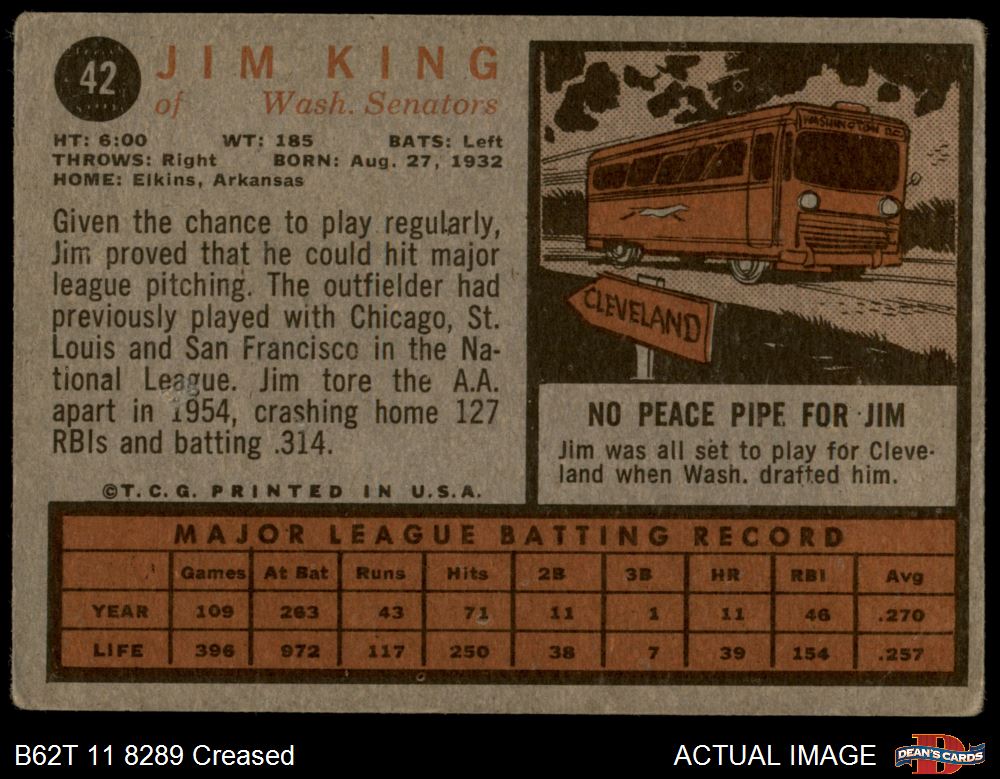 42
JIM KING
of Wash. Senators
HT: 6:00 WT: 185 BATS: Left
THROWS: Right BORN: Aug. 27, 1932
HOME: Elkins, Arkansas
Given the chance to play regularly,
Jim proved that he could hit major
league pitching. The outfielder had
previously played with Chicago, St.
Louis and San Francisco in the Na-
tional League. Jim tore the A.A.
apart in 1954, crashing home 127
RBIs and batting .314.
©T.C.G. PRINTED IN U.S.A.
WASHINGTON D.C.
CLEVELAND
NO PEACE PIPE FOR JIM
Jim was all set to play for Cleve-
land when Wash. drafted him.
MAJOR LEAGUE BATTING RECORD
Games At Bat Runs Hits 2B 3B HR RBI Avg
YEAR 109 263 43 71 11 1 11 46 .270
LIFE 396 972 117 250 38 7 39 154 .257
B62T 11 8289 Creased
ACTUAL IMAGE
DEAN'S CARDS